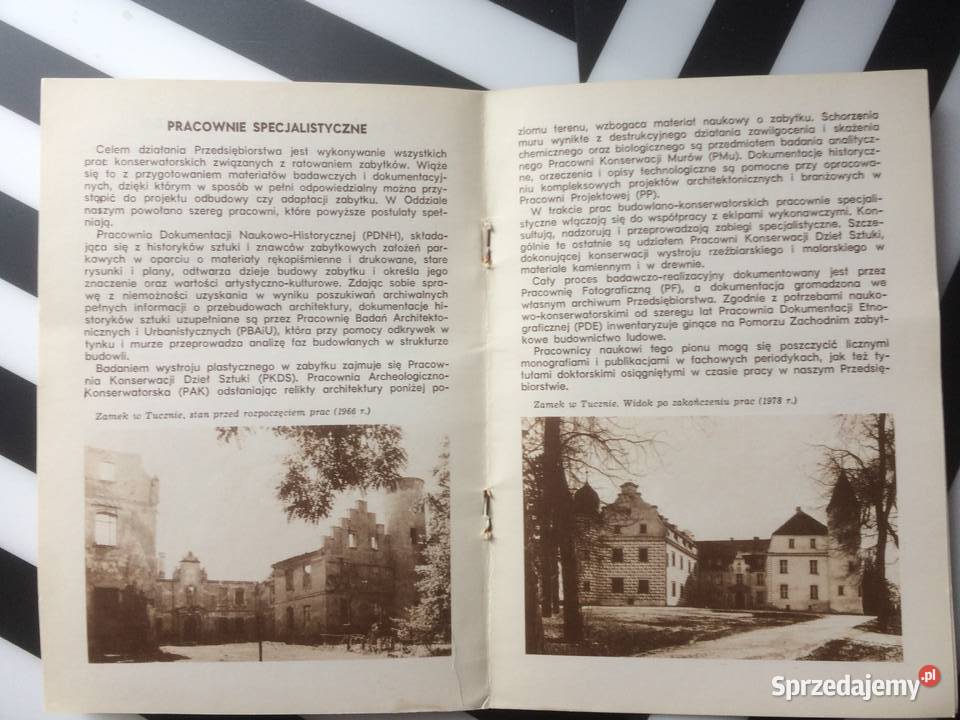 PRACOWNIE SPECJALISTYCZNE
Celem działania Przedsiębiorstwa jest wykonywanie wszystkich
prac konserwatorskich związanych z ratowaniem zabytków. Wiąże
się to z przygotowaniem materiałów badawczych i dokumentacyj-
nych, dzięki którym w sposób w pełni odpowiedzialny można przy-
stąpić do projektu odbudowy czy adaptacji zabytku. W Oddziale
naszym powołano szereg pracowni, które powyższe postulaty speł-
niają.
Pracownia Dokumentacji Naukowo-Historycznej (PDNH), składa-
jąca się z historyków sztuki i znawców zabytkowych założeń par-
kowych w oparciu o materiały rękopiśmienne i drukowane, stare
rysunki i plany, odtwarza dzieje budowy zabytku i określa jego
znaczenie oraz wartości artystyczno-kulturowe. Zdając sobie spra-
wę z niemożności uzyskania w wyniku poszukiwań archiwalnych
pełnych informacji o przebudowach architektury, dokumentacje hi-
storyków sztuki uzupełniane są przez Pracownię Badań Architekto-
nicznych i Urbanistycznych (PBAiU), która przy pomocy odkrywek w
tynku i murze przeprowadza analizę faz budowlanych w strukturze
budowli.
Badaniem wystroju plastycznego w zabytku zajmuje się Pracow-
nia Konserwacji Dzieł Sztuki (PKDS). Pracownia Archeologiczno-
Konserwatorska (PAK) odsłaniając relikty architektury poniżej po-
Zamek w Tucznie, stan przed rozpoczęciem prac (1966 r.)
ziomu terenu, wzbogaca materiał naukowy o zabytku. Schorzenia
muru wynikłe z destrukcyjnego działania zawilgocenia i skażenia
chemicznego oraz biologicznego są przedmiotem badania analitycz-
nego Pracowni Konserwacji Murów (PMu). Dokumentacje historycz-
ne, orzeczenia i opisy technologiczne są pomocne przy opracowa-
niu kompleksowych projektów architektonicznych i branżowych w
Pracowni Projektowej (PP).
W trakcie prac budowlano-konserwatorskich pracownie specjali-
styczne włączają się do współpracy z ekipami wykonawczymi. Kon-
sultują, nadzorują i przeprowadzają zabiegi specjalistyczne. Szcze-
gólnie te ostatnie są udziałem Pracowni Konserwacji Dzieł Sztuki,
dokonującej konserwacji wystroju rzeźbiarskiego i malarskiego w
materiale kamiennym i w drewnie.
Cały proces badawczo-realizacyjny dokumentowany jest przez
Pracownię Fotograficzną (PF), a dokumentacja gromadzona we
własnym archiwum Przedsiębiorstwa. Zgodnie z potrzebami nauko-
wo-konserwatorskimi od szeregu lat Pracownia Dokumentacji Etno-
graficznej (PDE) inwentaryzuje ginące na Pomorzu Zachodnim zabyt-
kowe budownictwo ludowe.
Pracownicy naukowi tego pionu mogą się poszczycić licznymi
monografiami i publikacjami w fachowych periodykach, jak też ty-
tułami doktorskimi osiągniętymi w czasie pracy w naszym Przedsię-
biorstwie.
Zamek w Tucznie. Widok po zakończeniu prac (1978 r.)
Sprzedajemy .pl